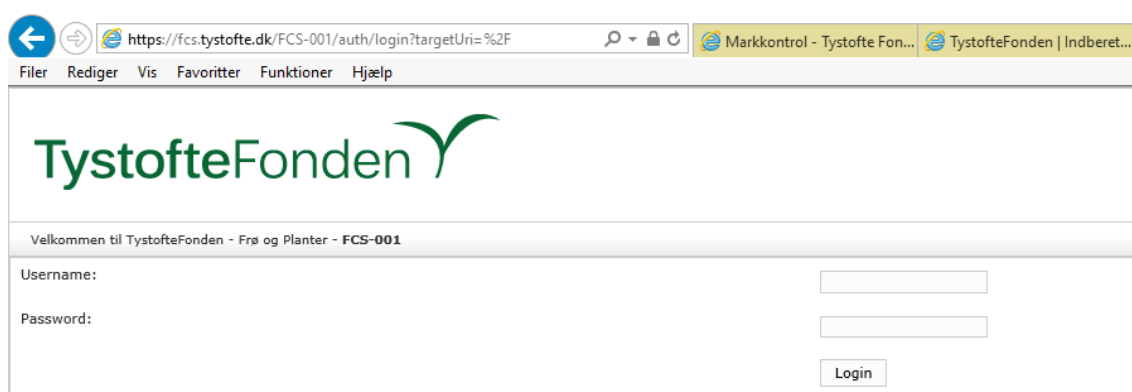 https://fcs.tystofte.dk/FCS-001/auth/login?targetUri=%2F
Markkontrol - Tystofte Fon...
TystofteFonden | Indberet...
Filer Rediger Vis Favoritter Funktioner Hjælp
TystofteFonden
Velkommen til TystofteFonden - Frø og Planter - FCS-001
Username:
Password:
Login